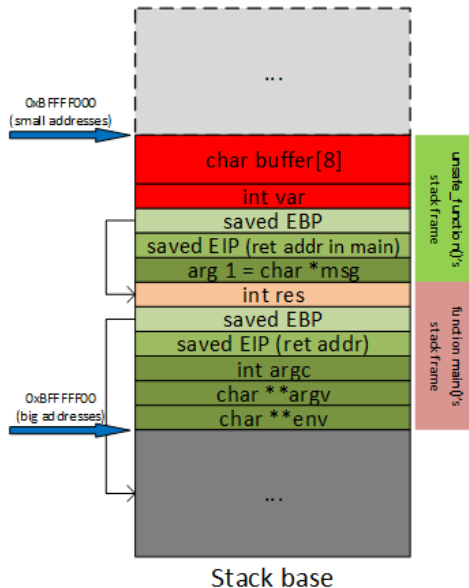 ...
0xBFFFF000
(small addresses)
char buffer[8]
int var
saved EBP
saved EIP (ret addr in main)
arg 1 = char *msg
unsafe_function()'s
stack frame
int res
saved EBP
saved EIP (ret addr)
int argc
char **argv
char **env
function main()'s
stack frame
0xBFFFFF00
(big addresses)
...
Stack base